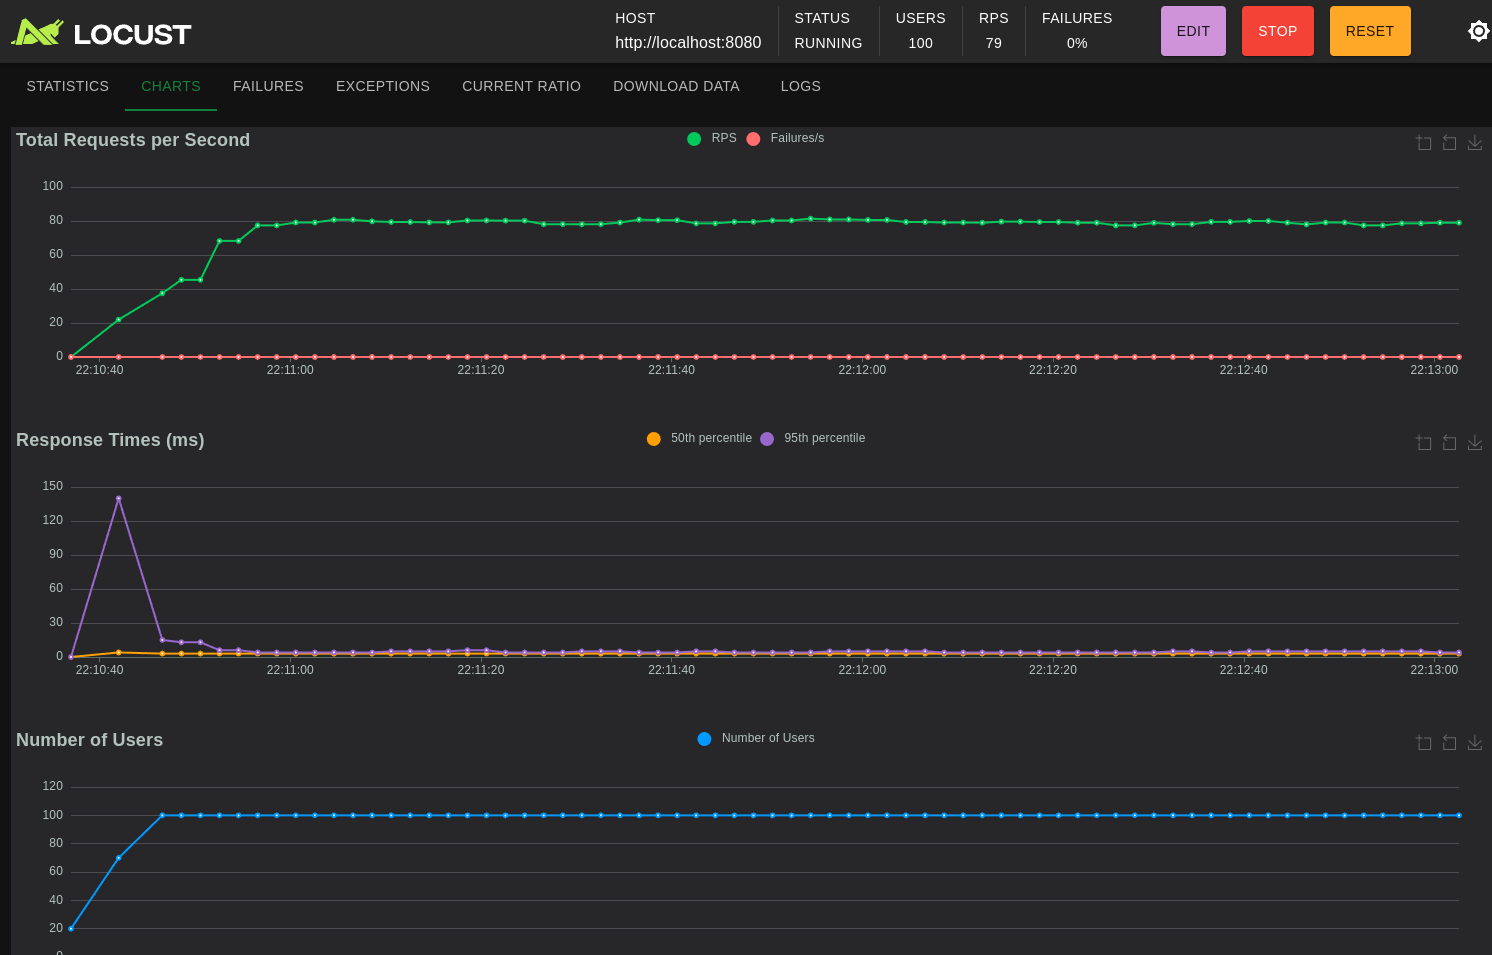 LOCUST
HOST
http://localhost:8080
STATUS
RUNNING
USERS
100
RPS
79
FAILURES
0%
EDIT
STOP
RESET
STATISTICS CHARTS FAILURES EXCEPTIONS CURRENT RATIO DOWNLOAD DATA LOGS
Total Requests per Second
RPS Failures/s
100
80
60
40
20
0
22:10:40 22:11:00 22:11:20 22:11:40 22:12:00 22:12:20 22:12:40 22:13:00
Response Times (ms)
50th percentile 95th percentile
150
120
90
60
30
0
22:10:40 22:11:00 22:11:20 22:11:40 22:12:00 22:12:20 22:12:40 22:13:00
Number of Users
Number of Users
120
100
80
60
40
20
0